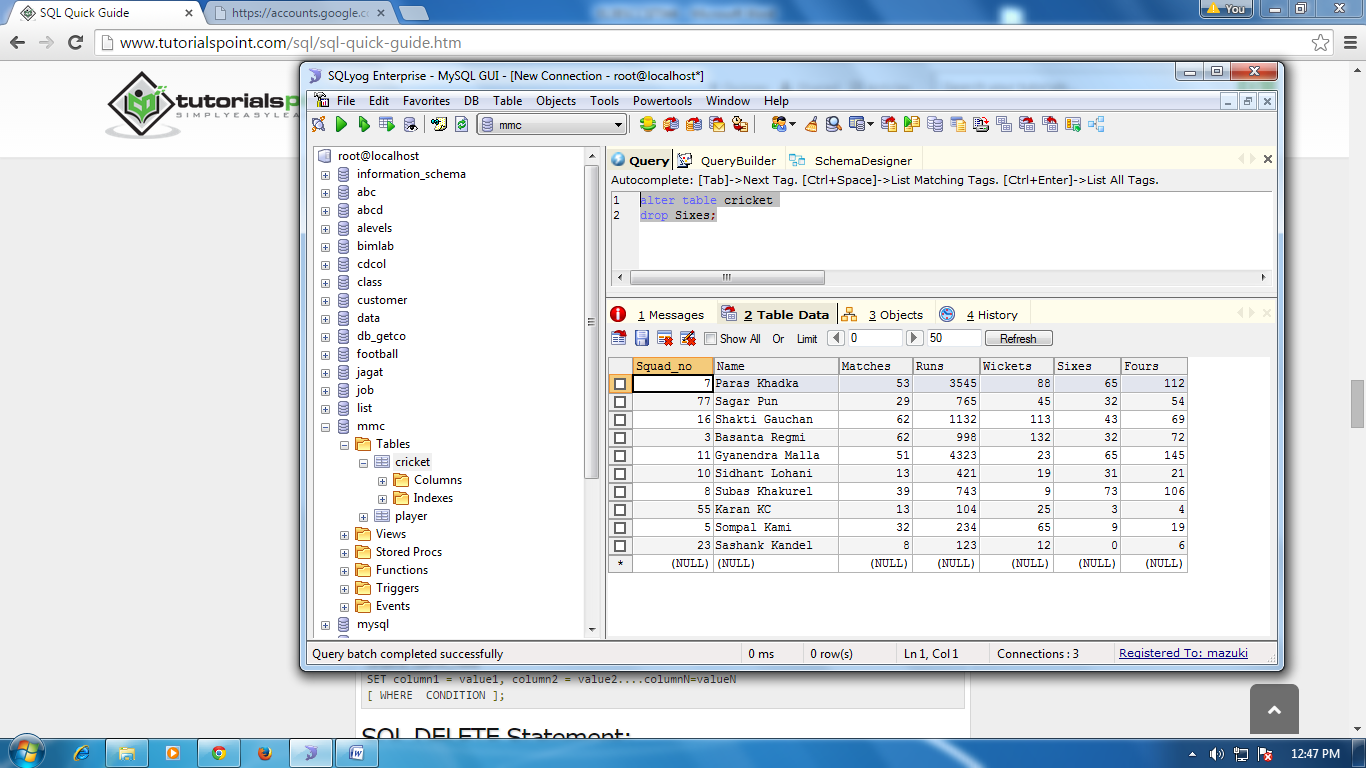 SQL Quick Guide
https://accounts.google.co
You
www.tutorialspoint.com/sql/sql-quick-guide.htm
tutorialsp
SIMPLYEASYLEA
SQLyog Enterprise - MySQL GUI - [New Connection - root@localhost*]
File Edit Favorites DB Table Objects Tools Powertools Window Help
mmc
root@localhost
information_schema
abc
abcd
alevels
bimlab
cdcol
class
customer
data
db_getco
football
jagat
job
list
mmc
Tables
cricket
Columns
Indexes
player
Views
Stored Procs
Functions
Triggers
Events
mysql
Query QueryBuilder SchemaDesigner
Autocomplete: [Tab]->Next Tag. [Ctrl+Space]->List Matching Tags. [Ctrl+Enter]->List All Tags.
1 alter table cricket
2 drop Sixes;
1 Messages 2 Table Data 3 Objects 4 History
Show All Or Limit 0 50 Refresh
Squad_no Name Matches Runs Wickets Sixes Fours
7 Paras Khadka 53 3545 88 65 112
77 Sagar Pun 29 765 45 32 54
16 Shakti Gauchan 62 1132 113 43 69
3 Basanta Regmi 62 998 132 32 72
11 Gyanendra Malla 51 4323 23 65 145
10 Sidhant Lohani 13 421 19 31 21
8 Subas Khakurel 39 743 9 73 106
55 Karan KC 13 104 25 3 4
5 Sompal Kami 32 234 65 9 19
23 Sashank Kandel 8 123 12 0 6
* (NULL) (NULL) (NULL) (NULL) (NULL) (NULL) (NULL)
Query batch completed successfully 0 ms 0 row(s) Ln 1, Col 1 Connections : 3 Registered To: mazuki
SET column1 = value1, column2 = value2....columnN=valueN
[ WHERE CONDITION ];
SQL DELETE Statement:
12:47 PM